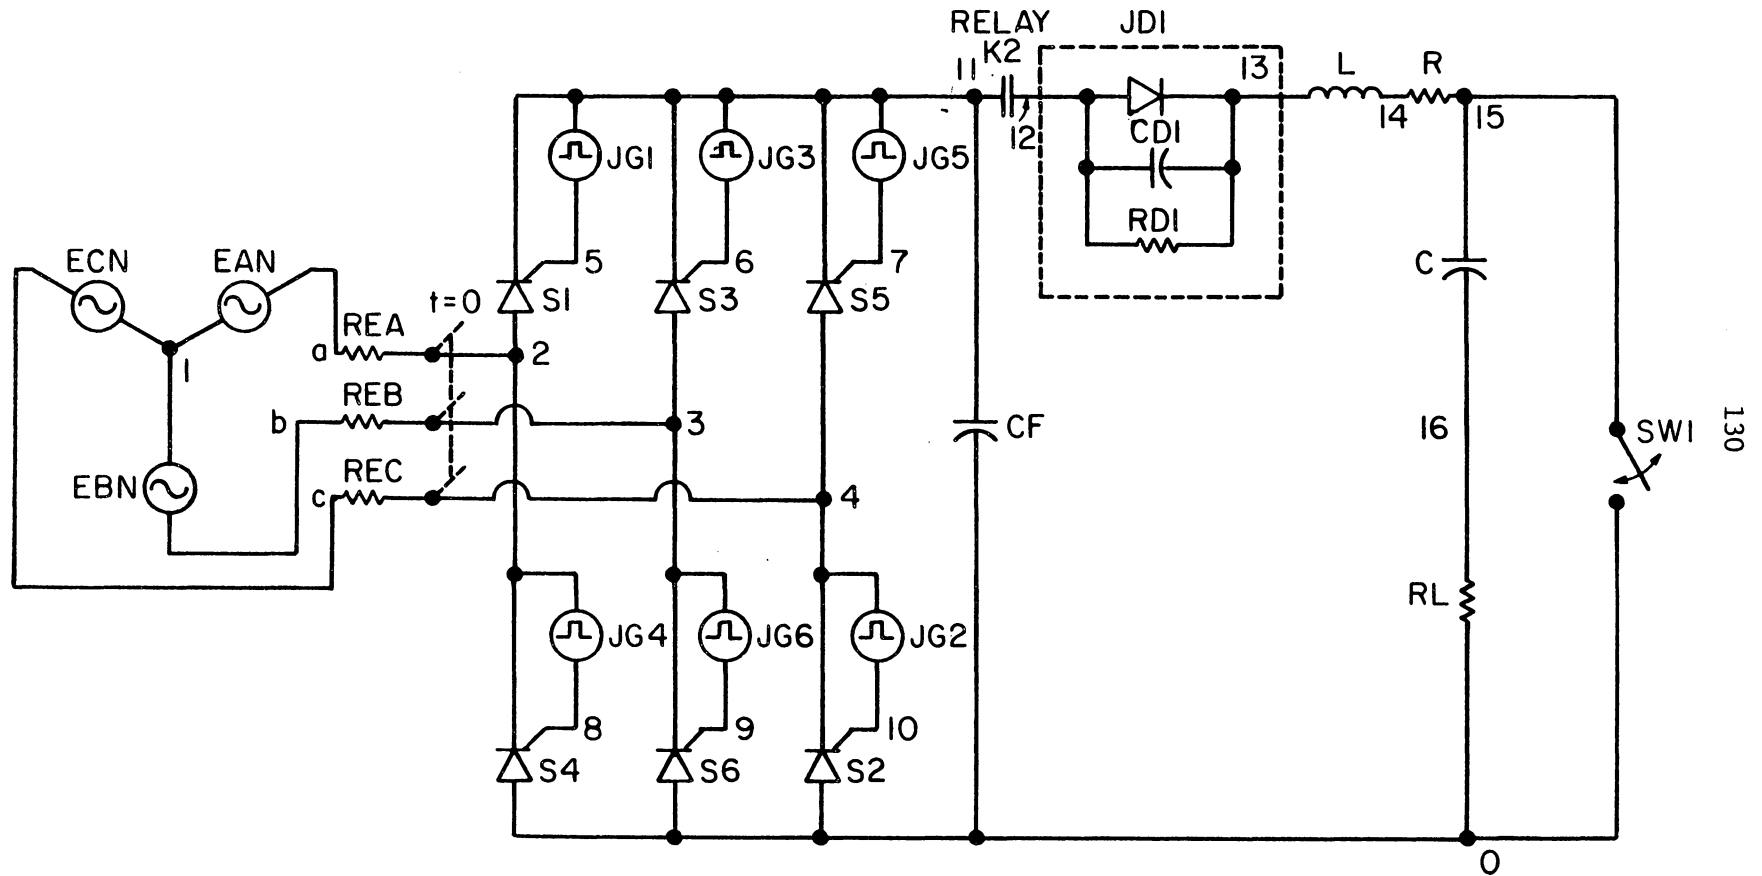 RELAY
K2
JD1
11
12
13
L
R
14
15
CD1
RD1
JG1
JG3
JG5
5
6
7
S1
S3
S5
ECN
EAN
EBN
1
t=0
REA
a
2
REB
b
3
REC
c
4
CF
C
16
SW1
130
RL
JG4
JG6
JG2
8
9
10
S4
S6
S2
0